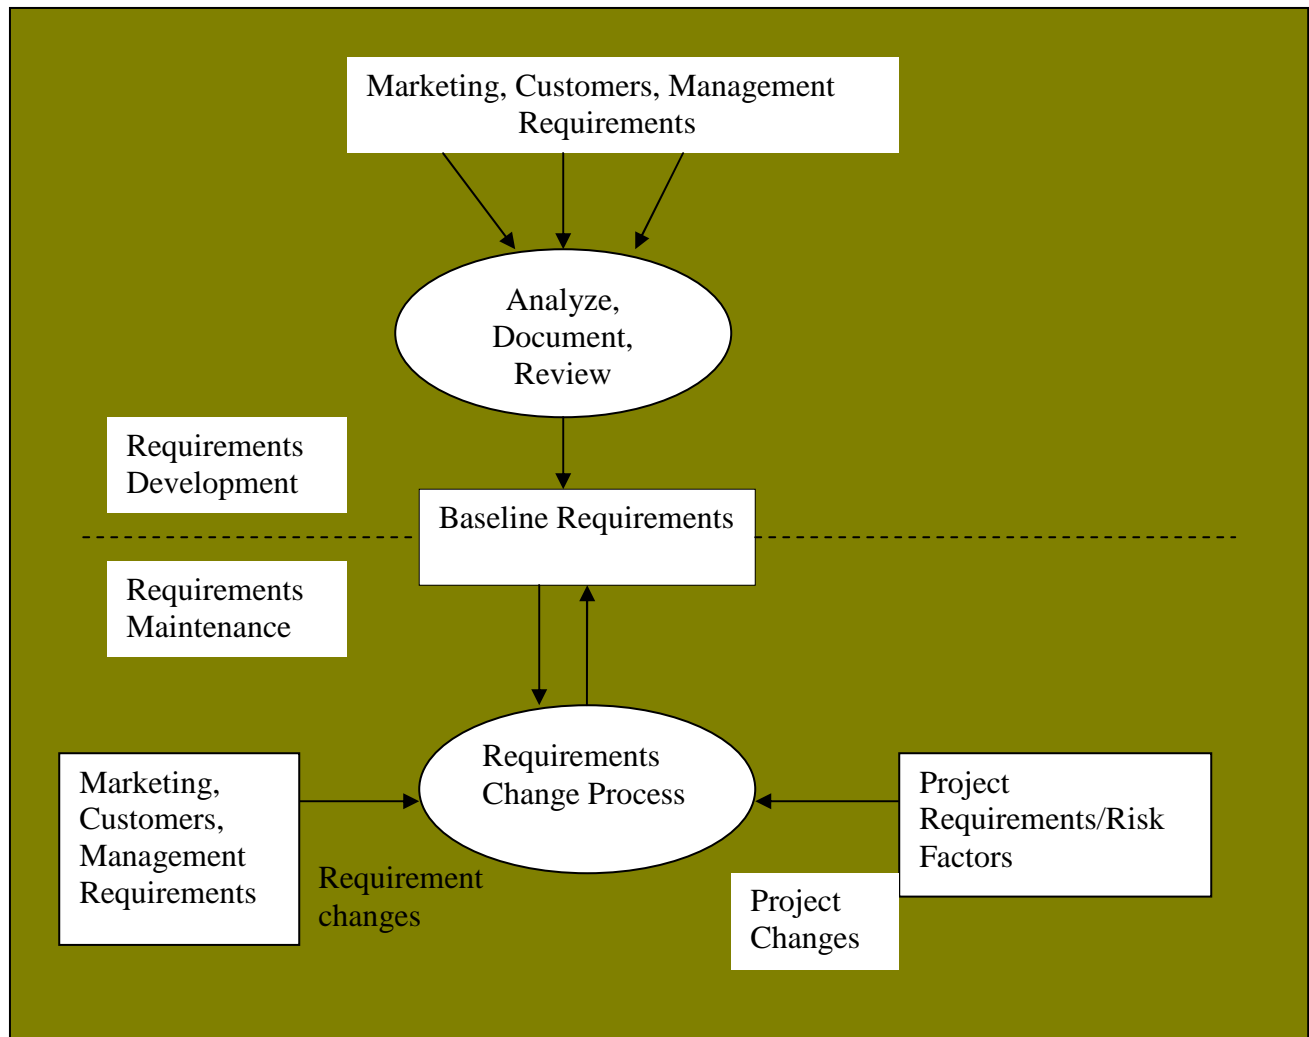 Marketing, Customers, Management
Requirements
Analyze,
Document,
Review
Requirements
Development
Baseline Requirements
Requirements
Maintenance
Requirements
Change Process
Marketing,
Customers,
Management
Requirements
Requirement
changes
Project
Requirements/Risk
Factors
Project
Changes